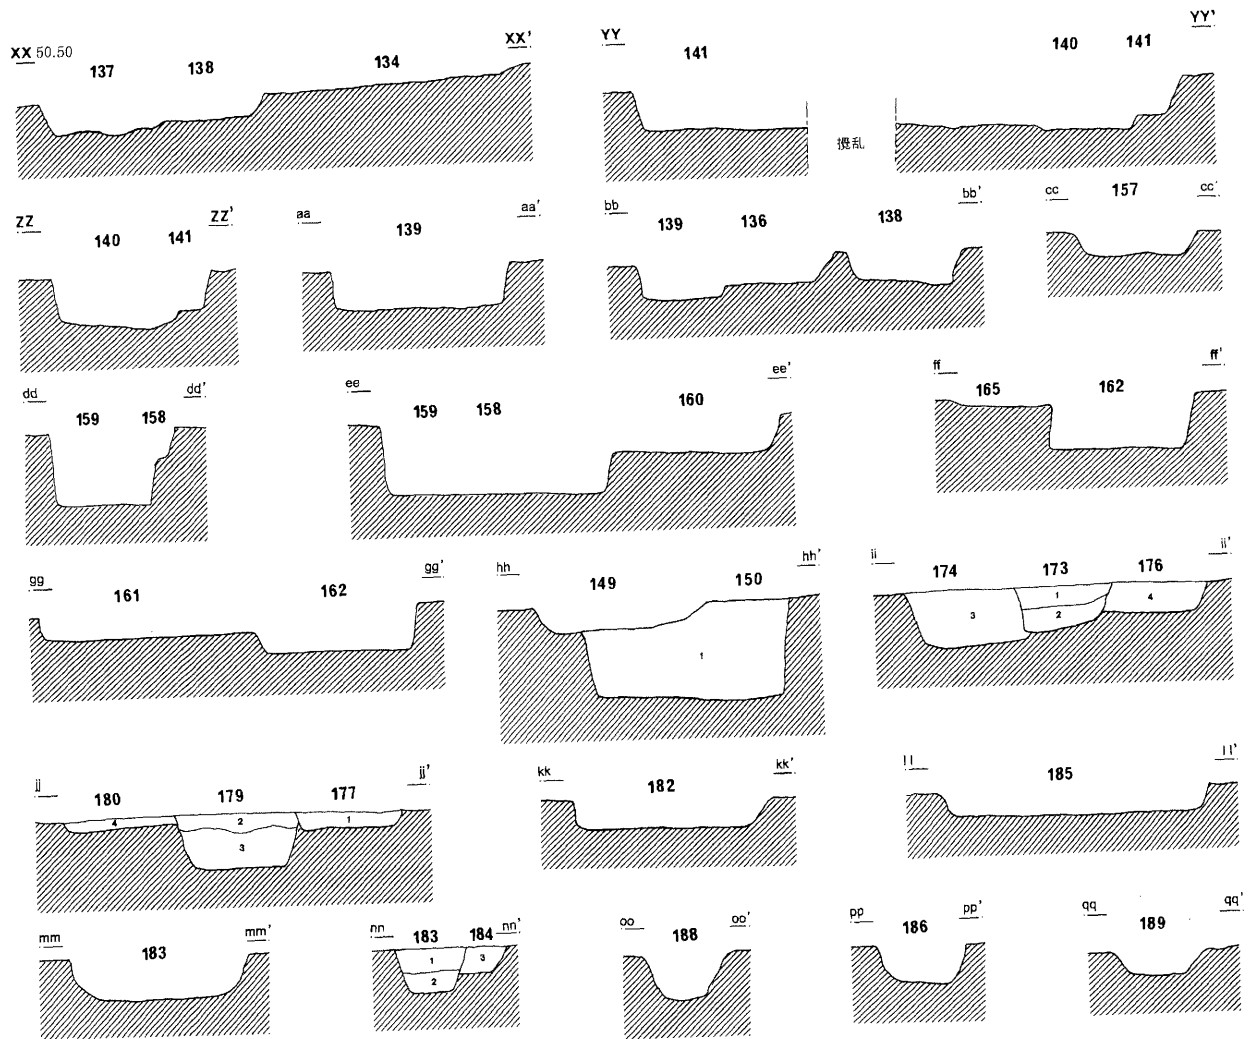 XX 50.50 XX'
137 138 134
YY YY'
141 140 141
攪乱
ZZ ZZ'
140 141
aa aa'
139
bb bb'
139 136 138
cc cc'
157
dd dd'
159 158
ee ee'
159 158 160
ff ff'
165 162
gg gg'
161 162
hh hh'
149 150
1
ii ii'
174 173 176
1
2
3
4
jj jj'
180 179 177
4 2 1
3
kk kk'
182
ll ll'
185
mm mm'
183
nn nn'
183 184
1 3
2
oo oo'
188
pp pp'
186
qq qq'
189